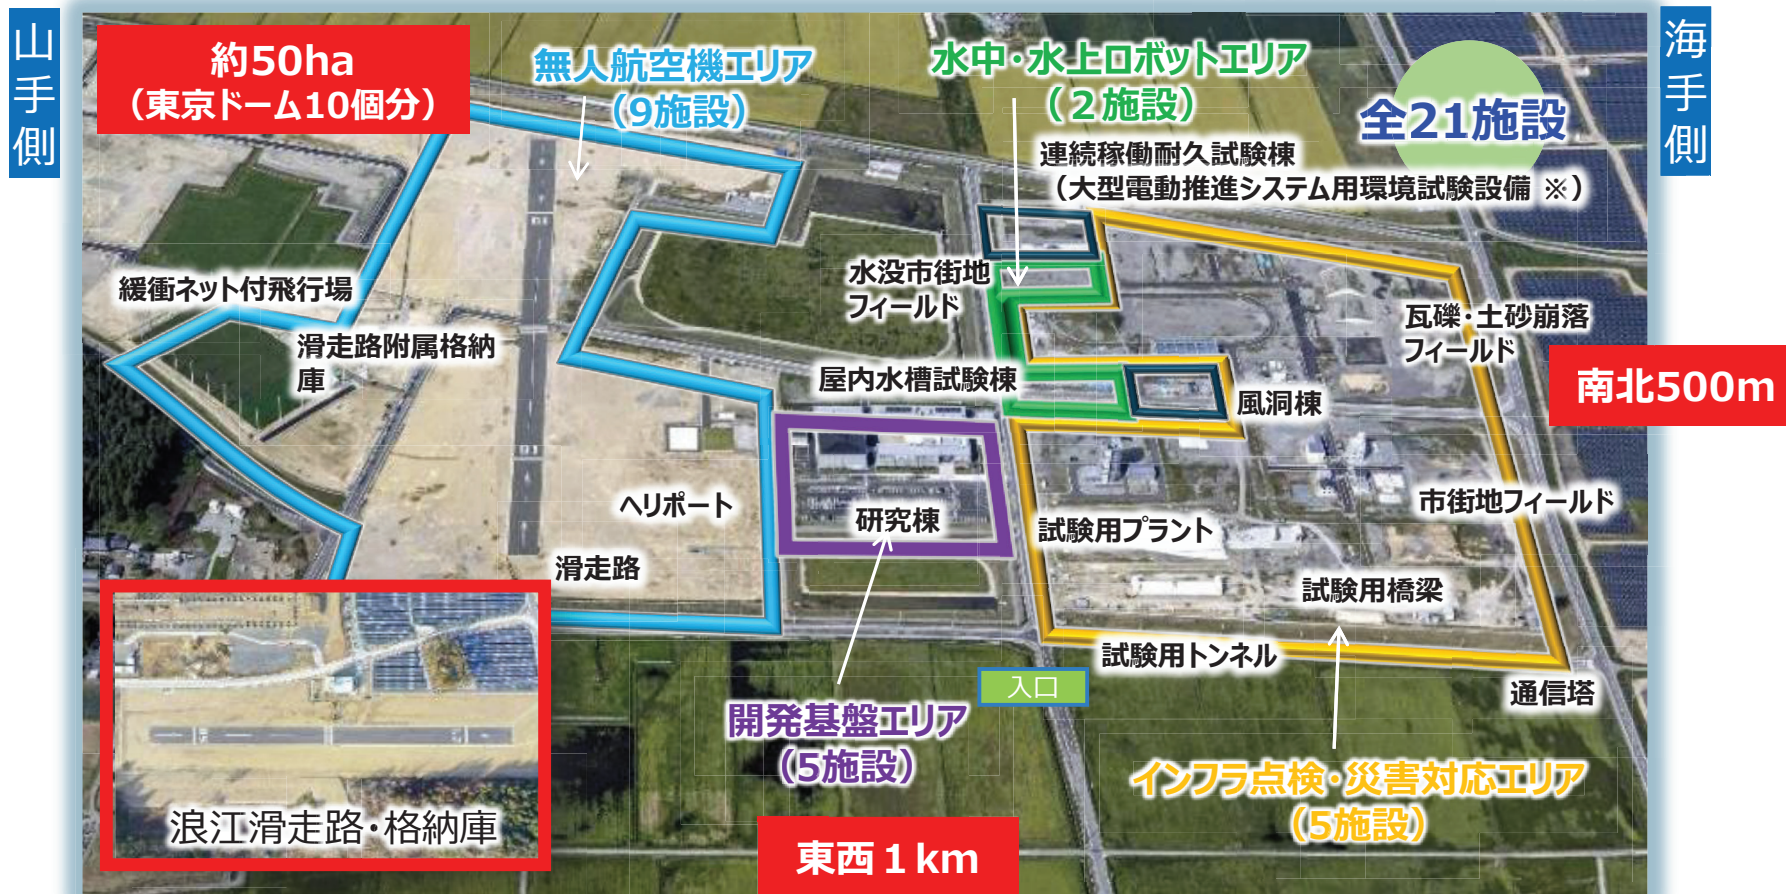 山手側
約50ha
（東京ドーム10個分）
無人航空機エリア
（9施設）
水中・水上ロボットエリア
（２施設）
全21施設
海手側
連続稼働耐久試験棟
（大型電動推進システム用環境試験設備 ※）
緩衝ネット付飛行場
滑走路附属格納
庫
水没市街地
フィールド
瓦礫・土砂崩落
フィールド
南北500m
屋内水槽試験棟
風洞棟
ヘリポート
研究棟
試験用プラント
市街地フィールド
滑走路
試験用橋梁
試験用トンネル
入口
通信塔
開発基盤エリア
（5施設）
インフラ点検・災害対応エリア
（5施設）
浪江滑走路・格納庫
東西１km